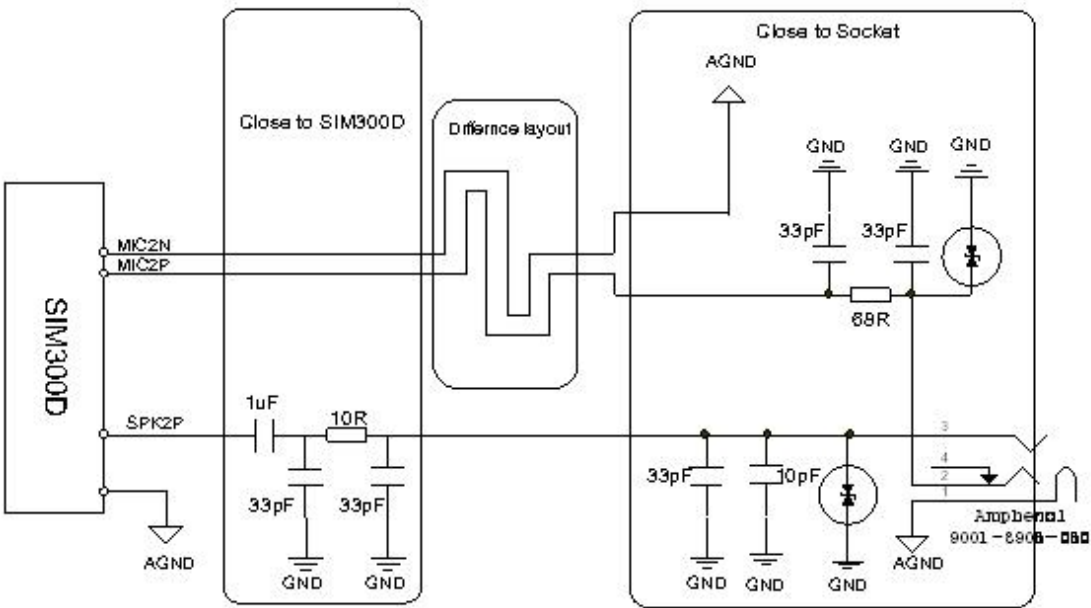 Close to Socket
AGND
Close to SIM300D
Differnce layout
GND
GND
GND
33pF
33pF
MIC2N
MIC2P
68R
SIM300D
1uF
10R
SPK2P
3
4
2
1
33pF
33pF
33pF
10pF
Amphenol
AGND
GND
GND
GND
GND
GND
AGND